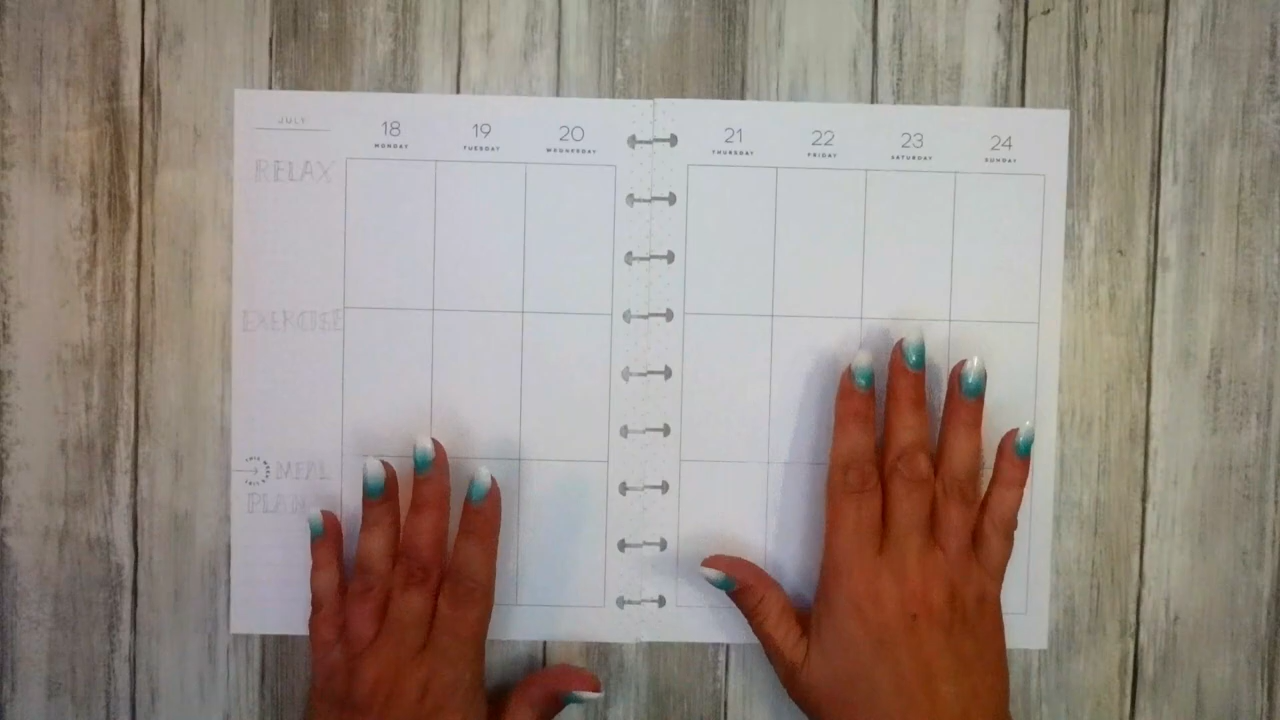 JULY
18 19 20 21 22 23 24
MONDAY TUESDAY WEDNESDAY THURSDAY FRIDAY SATURDAY SUNDAY
RELAX
EXERCISE
MEAL
PLAN